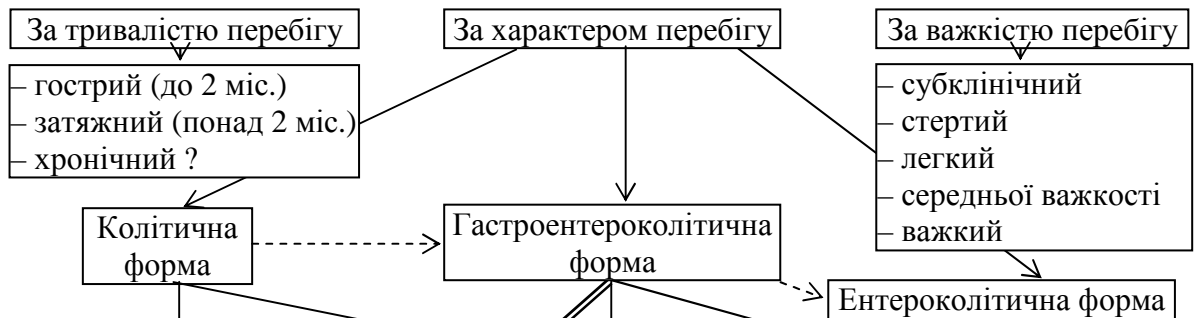 За тривалістю перебігу
За характером перебігу
За важкістю перебігу
– гострий (до 2 міс.)
– затяжний (понад 2 міс.)
– хронічний ?
– субклінічний
– стертий
– легкий
– середньої важкості
– важкий
Колітична
форма
Гастроентероколітична
форма
Ентероколітична форма